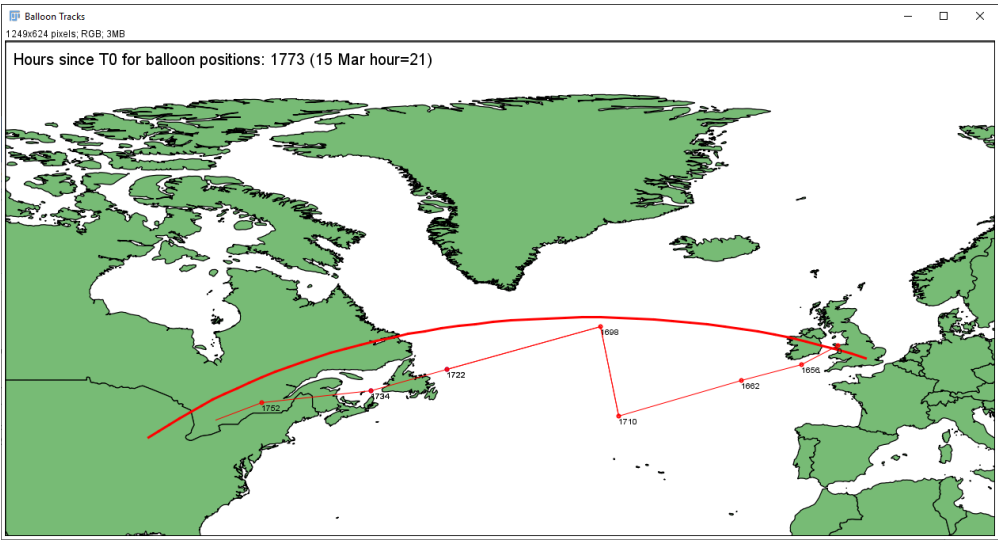 Balloon Tracks
1249x624 pixels; RGB; 3MB
Hours since T0 for balloon positions: 1773 (15 Mar hour=21)
1698
1656
1722
1662
1734
1752
1710